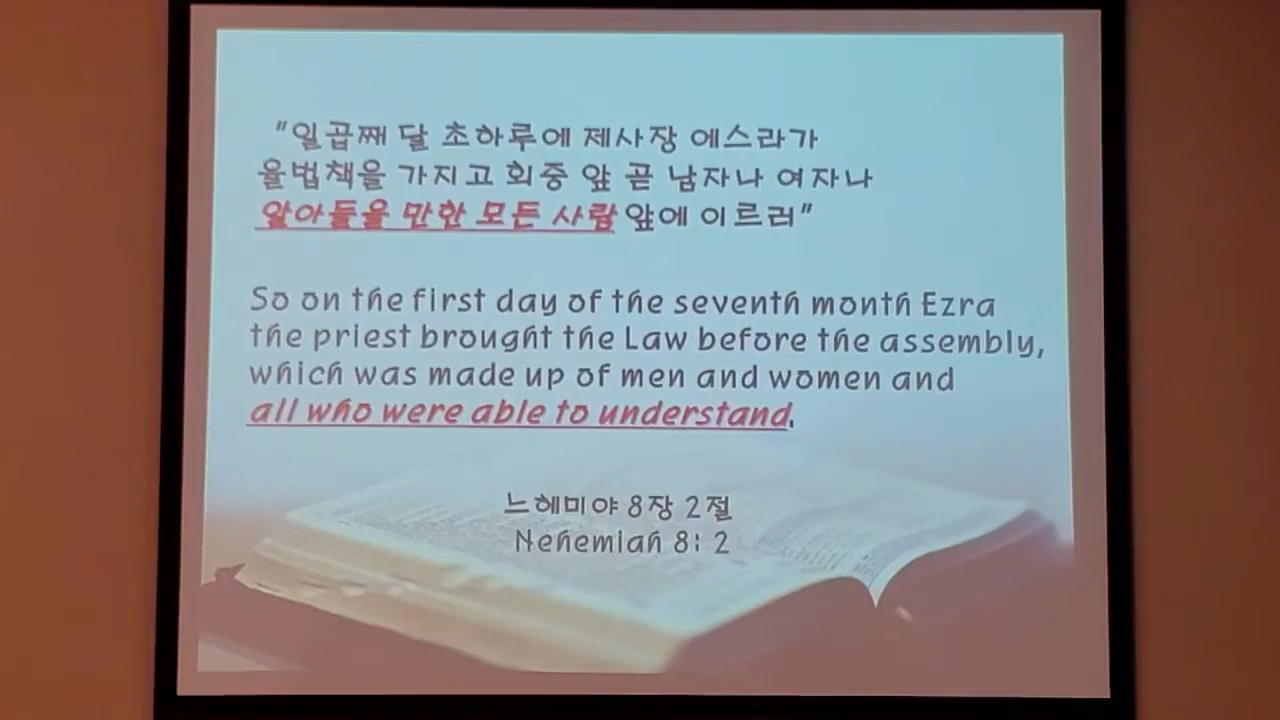 "일곱째 달 초하루에 제사장 에스라가
율법책을 가지고 회중 앞 곧 남자나 여자나
알아들을 만한 모든 사람 앞에 이르러"
So on the first day of the seventh month Ezra
the priest brought the Law before the assembly,
which was made up of men and women and
all who were able to understand.
느헤미야 8장 2절
Nehemiah 8: 2